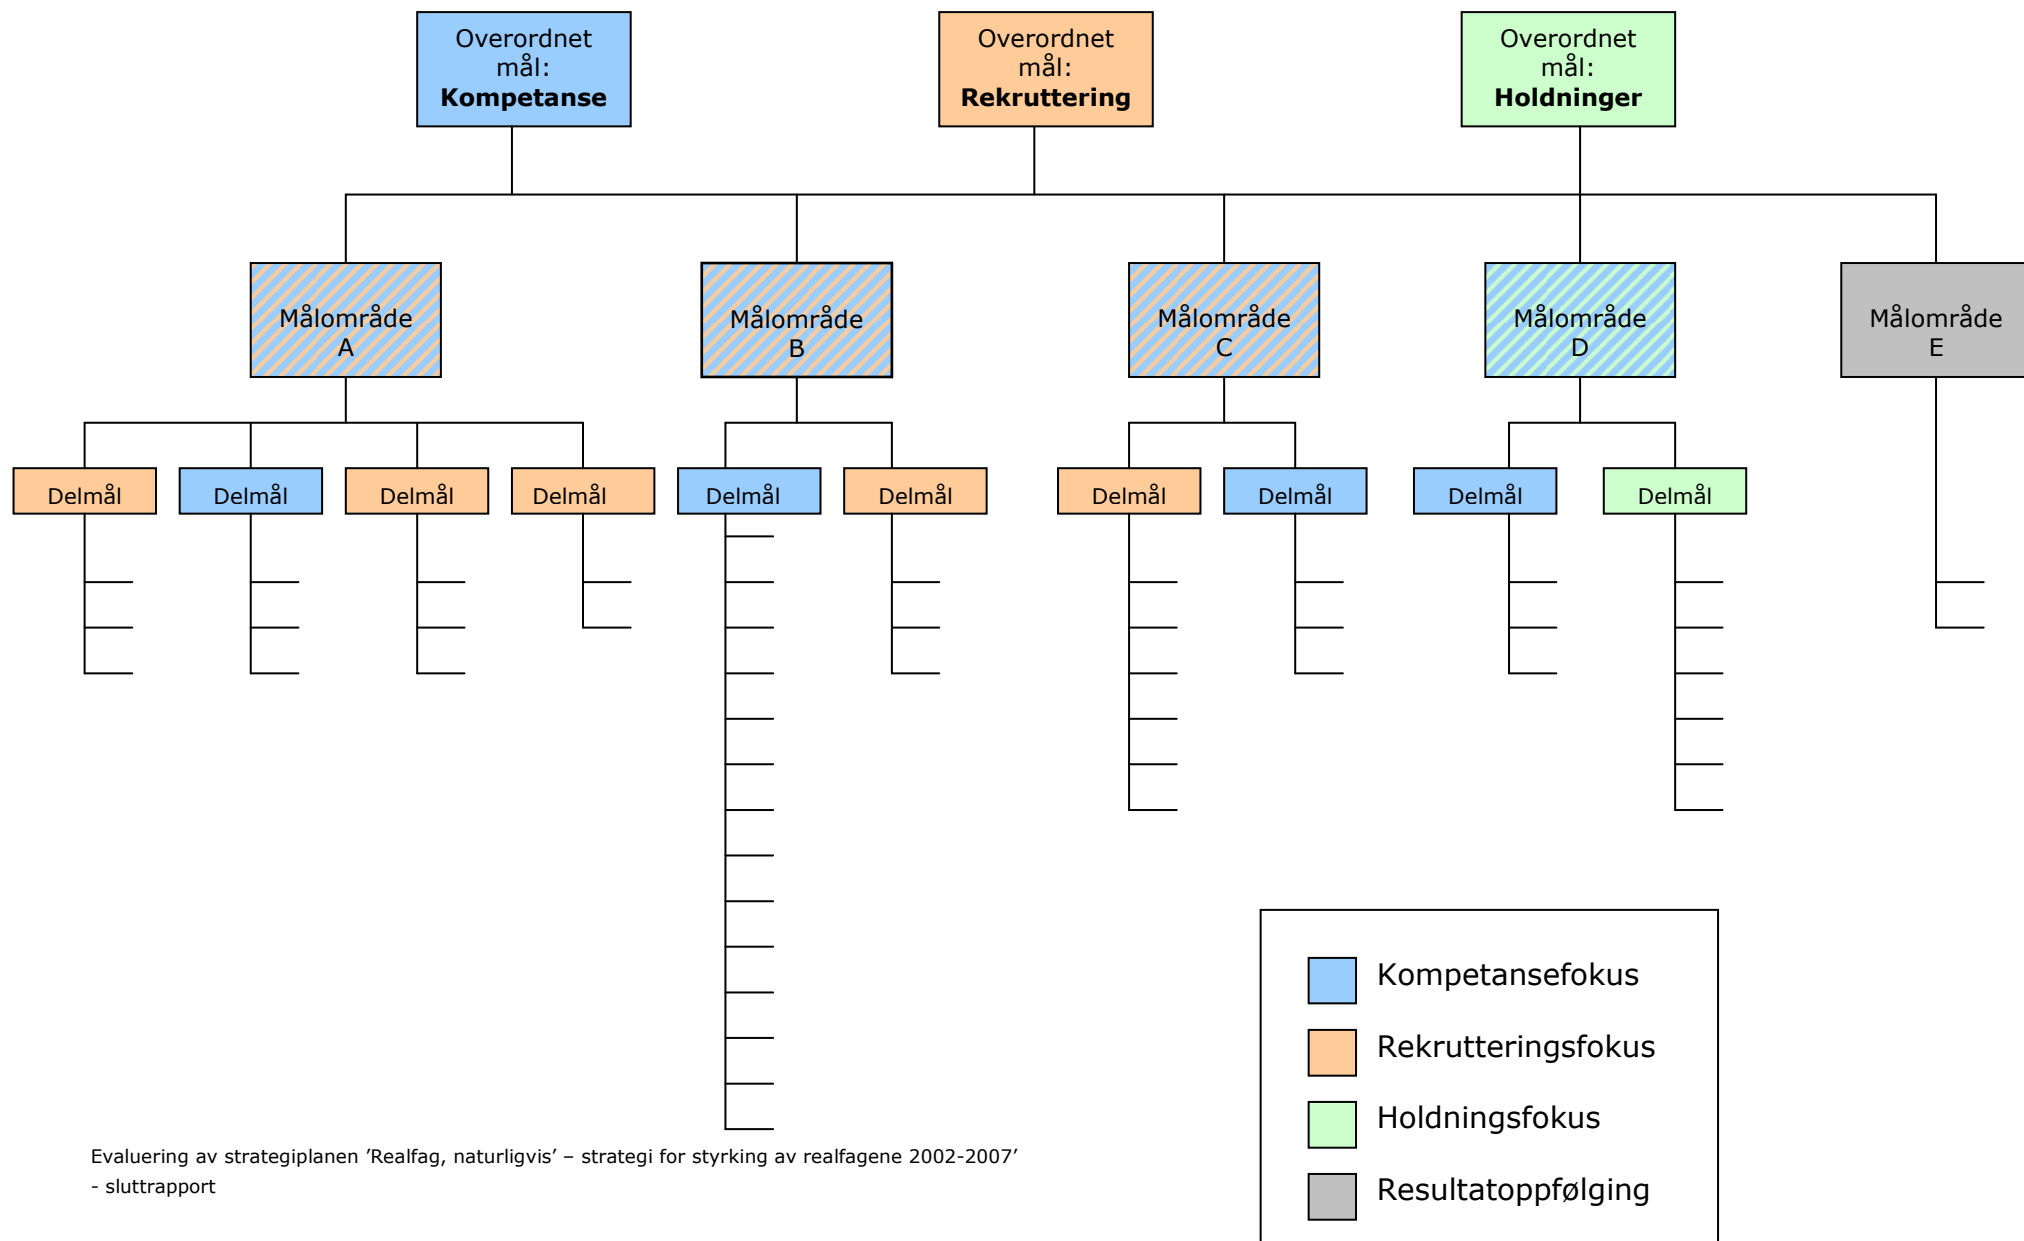 Overordnet
mål:
Kompetanse
Overordnet
mål:
Rekruttering
Overordnet
mål:
Holdninger
Målområde
A
Målområde
B
Målområde
C
Målområde
D
Målområde
E
Delmål
Delmål
Delmål
Delmål
Delmål
Delmål
Delmål
Delmål
Delmål
Delmål
Kompetansefokus
Rekrutteringsfokus
Holdningsfokus
Resultatoppfølging
Evaluering av strategiplanen ’Realfag, naturligvis’ – strategi for styrking av realfagene 2002-2007’
- sluttrapport